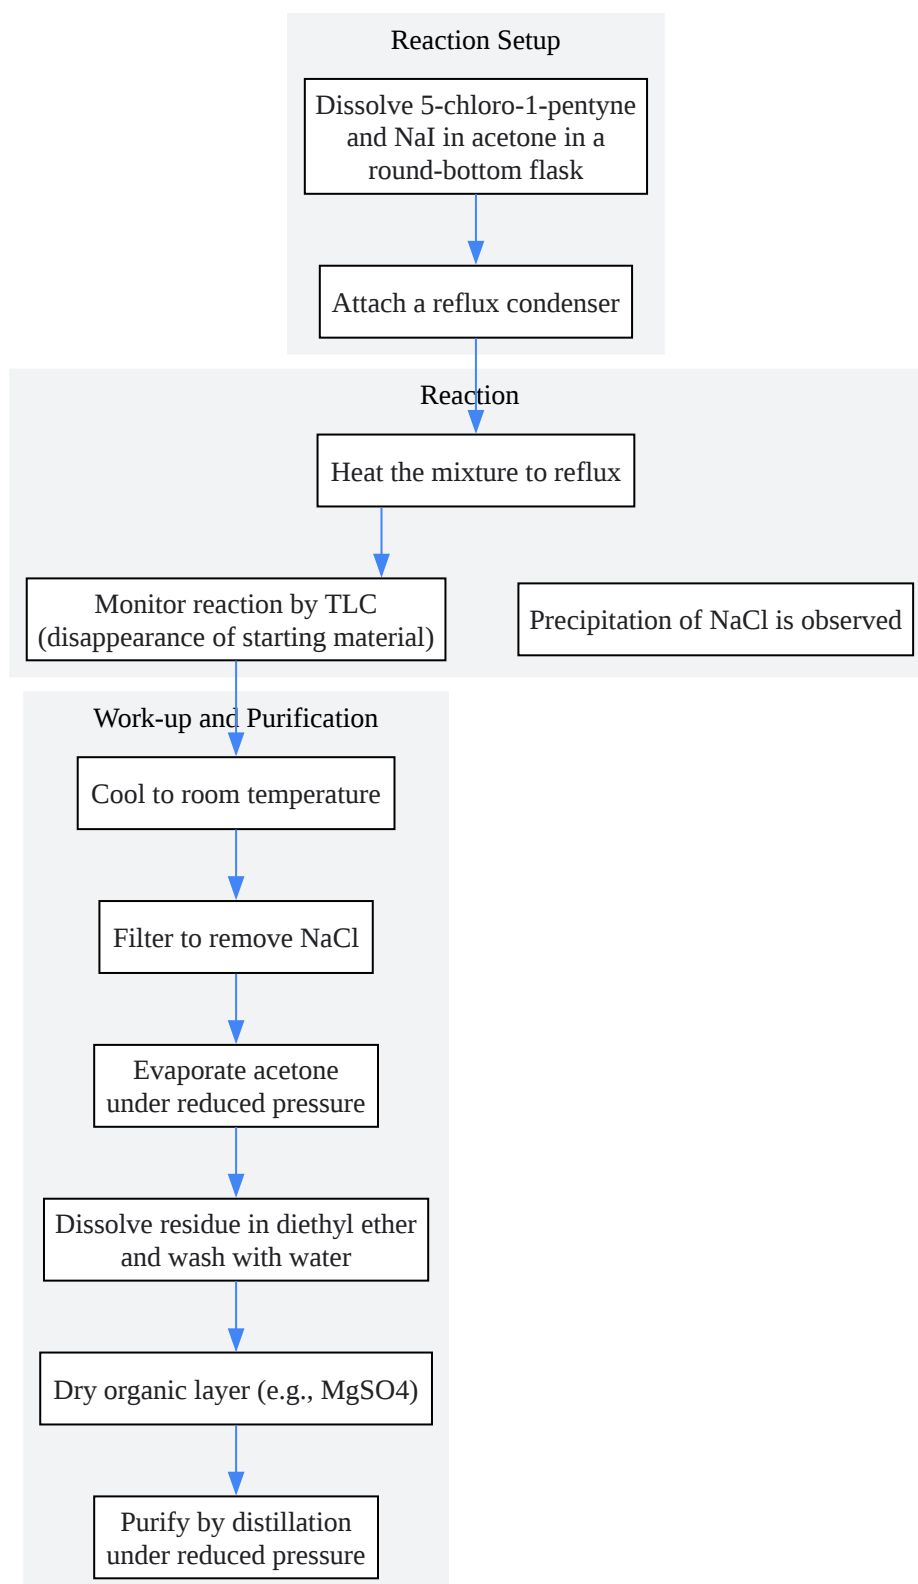 Reaction Setup
Dissolve 5-chloro-1-pentyne
and NaI in acetone in a
round-bottom flask
Attach a reflux condenser
Reaction
Heat the mixture to reflux
Monitor reaction by TLC
(disappearance of starting material)
Precipitation of NaCl is observed
Work-up and Purification
Cool to room temperature
Filter to remove NaCl
Evaporate acetone
under reduced pressure
Dissolve residue in diethyl ether
and wash with water
Dry organic layer (e.g., MgSO4)
Purify by distillation
under reduced pressure